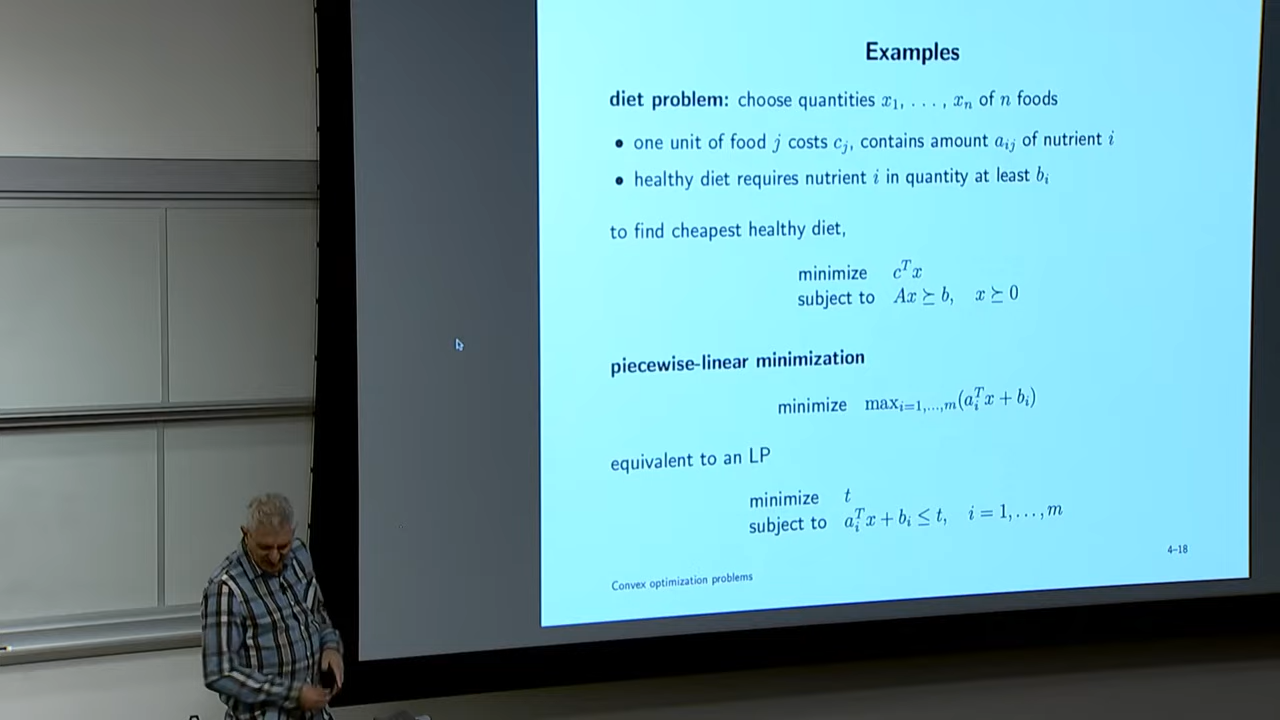 Examples
diet problem: choose quantities x₁, . . . , xₙ of n foods
• one unit of food j costs cⱼ, contains amount aᵢⱼ of nutrient i
• healthy diet requires nutrient i in quantity at least bᵢ
to find cheapest healthy diet,
minimize cᵀx
subject to Ax ⪰ b, x ⪰ 0
piecewise-linear minimization
minimize max_{i=1,...,m}(aᵢᵀx + bᵢ)
equivalent to an LP
minimize t
subject to aᵢᵀx + bᵢ ≤ t, i = 1, . . . , m
Convex optimization problems 4–18